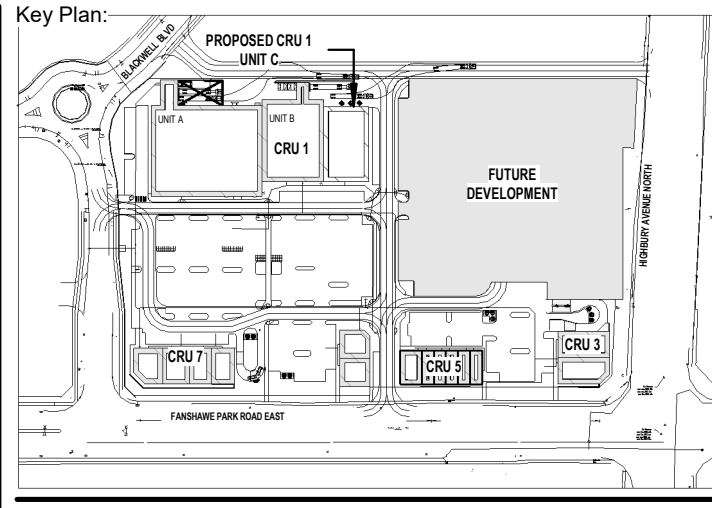 Key Plan:
BLACKWELL BLVD
PROPOSED CRU 1
UNIT C
UNIT A
UNIT B
CRU 1
FUTURE
DEVELOPMENT
HIGHBURY AVENUE NORTH
CRU 7
CRU 5
CRU 3
FANSHAWE PARK ROAD EAST